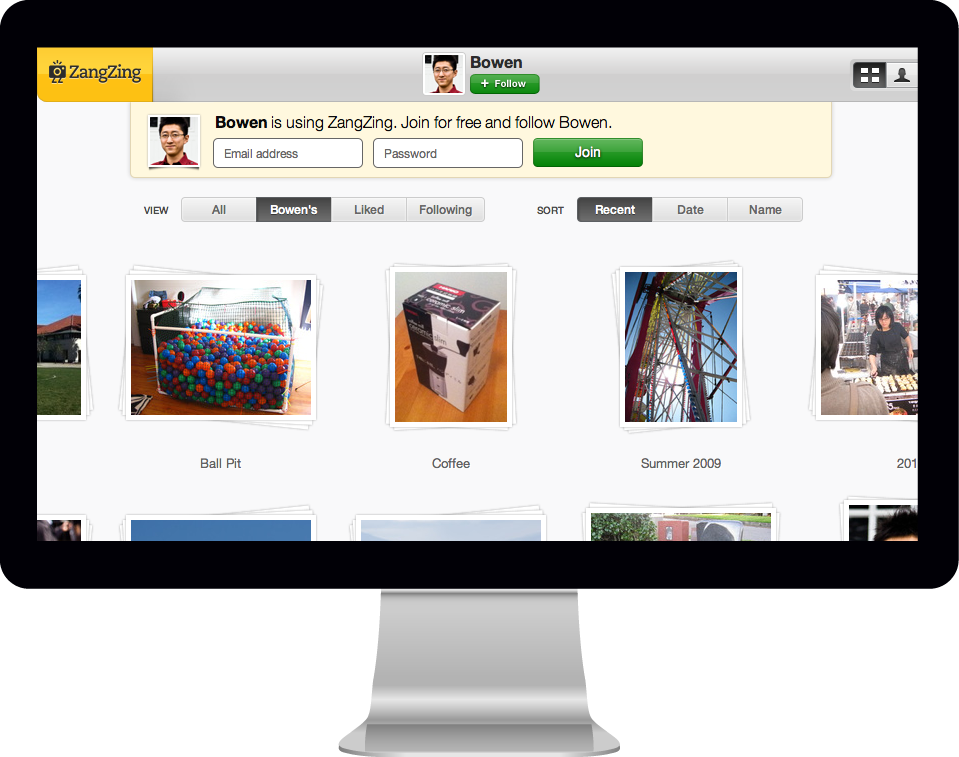 ZangZing
Bowen
+ Follow
Bowen is using ZangZing. Join for free and follow Bowen.
Email address
Password
Join
VIEW
All
Bowen's
Liked
Following
SORT
Recent
Date
Name
Ball Pit
Coffee
Summer 2009
201